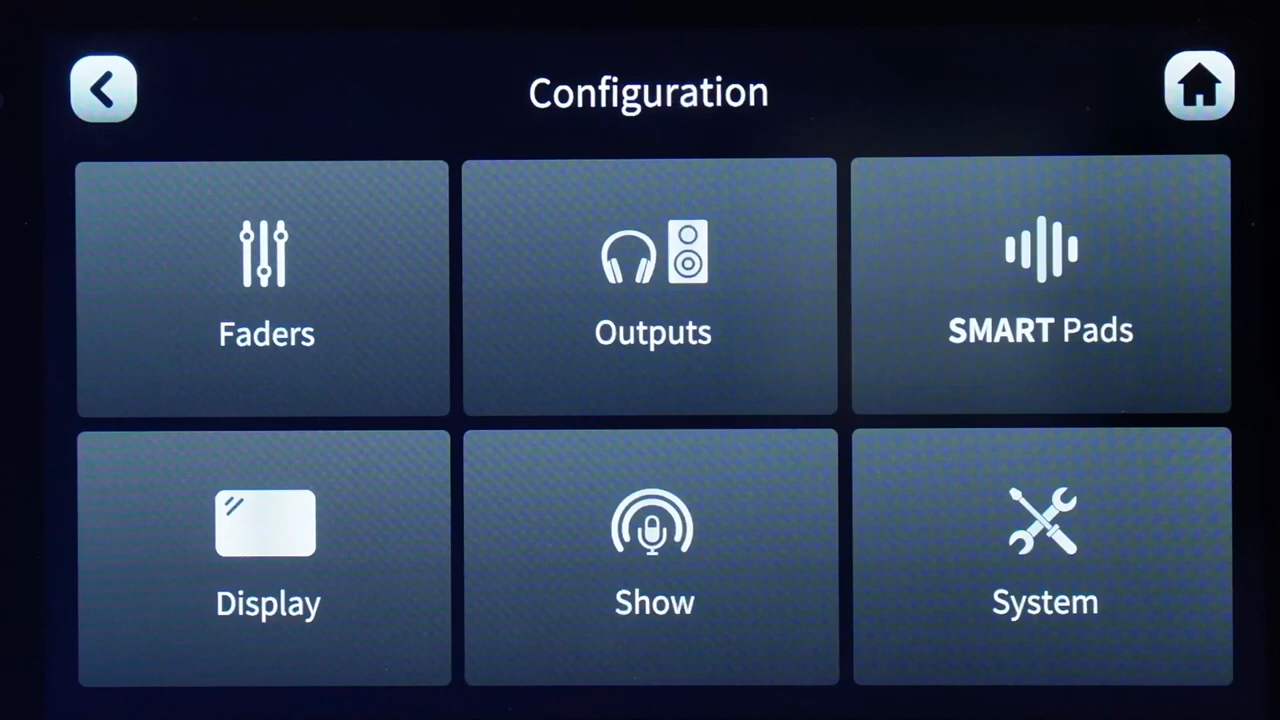 Configuration
Faders
Outputs
SMART Pads
Display
Show
System